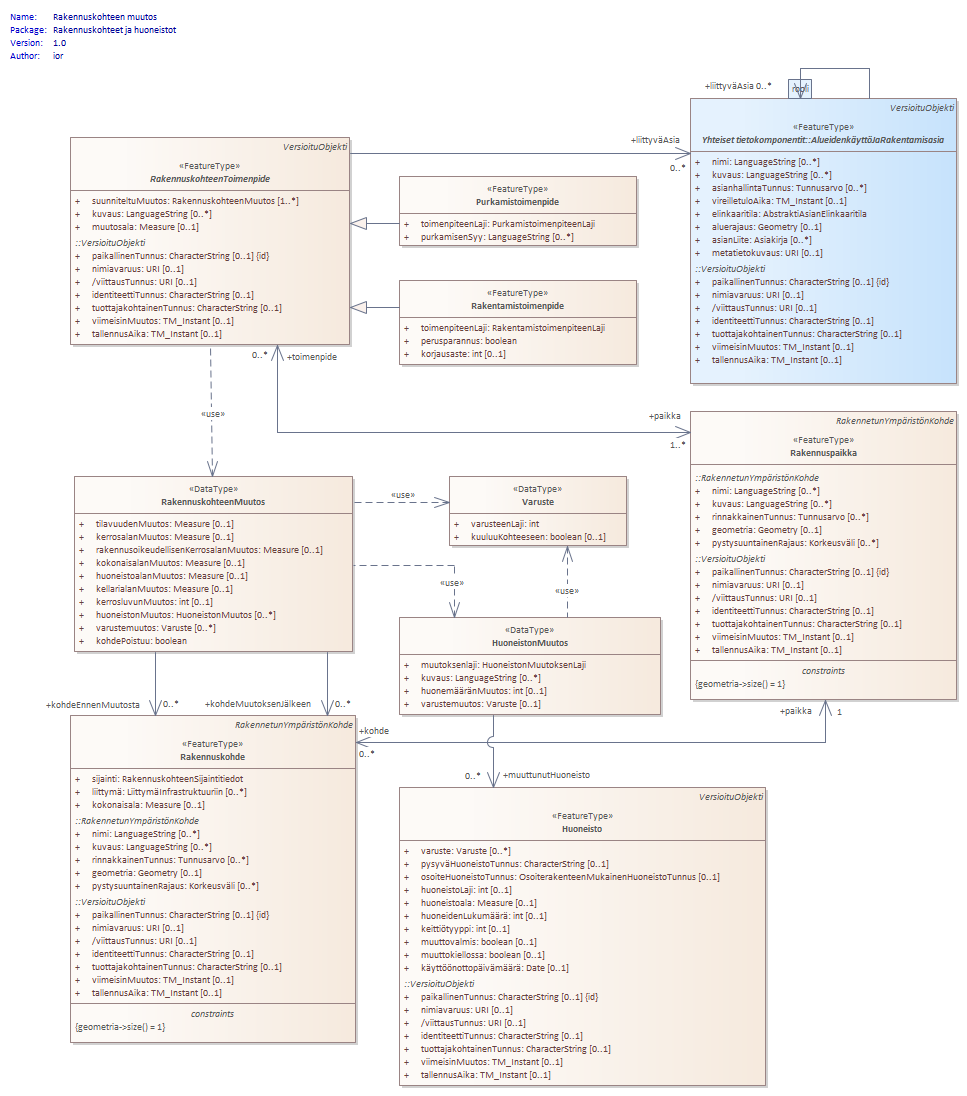 Name: Rakennuskohteen muutos
Package: Rakennuskohteet ja huoneistot
Version: 1.0
Author: ior
+liittyväAsia 0..*
rooli
VersioituObjekti
«FeatureType»
Yhteiset tietokomponentit::AlueidenkäyttöJaRakentamisasia
+ nimi: LanguageString [0..*]
+ kuvaus: LanguageString [0..*]
+ asianhallintaTunnus: Tunnusarvo [0..*]
+ vireilletuloAika: TM_Instant [0..1]
+ elinkaaritila: AbstraktiAsianElinkaaritila
+ aluerajaus: Geometry [0..1]
+ asianLiite: Asiakirja [0..*]
+ metatietokuvaus: URI [0..1]
::VersioituObjekti
+ paikallinenTunnus: CharacterString [0..1] {id}
+ nimiavaruus: URI [0..1]
+ /viittausTunnus: URI [0..1]
+ identiteettiTunnus: CharacterString [0..1]
+ tuottajakohtainenTunnus: CharacterString [0..1]
+ viimeisinMuutos: TM_Instant [0..1]
+ tallennusAika: TM_Instant [0..1]
VersioituObjekti
«FeatureType»
RakennuskohteenToimenpide
+ suunniteltuMuutos: RakennuskohteenMuutos [1..*]
+ kuvaus: LanguageString [0..*]
+ muutosala: Measure [0..1]
::VersioituObjekti
+ paikallinenTunnus: CharacterString [0..1] {id}
+ nimiavaruus: URI [0..1]
+ /viittausTunnus: URI [0..1]
+ identiteettiTunnus: CharacterString [0..1]
+ tuottajakohtainenTunnus: CharacterString [0..1]
+ viimeisinMuutos: TM_Instant [0..1]
+ tallennusAika: TM_Instant [0..1]
+liittyväAsia
0..*
«FeatureType»
Purkamistoimenpide
+ toimenpiteenLaji: PurkamistoimenpiteenLaji
+ purkamisenSyy: LanguageString [0..*]
«FeatureType»
Rakentamistoimenpide
+ toimenpiteenLaji: RakentamistoimenpiteenLaji
+ perusparannus: boolean
+ korjausaste: int [0..1]
0..*
+toimenpide
«use»
+paikka
1..*
RakennetunYmpäristönKohde
«FeatureType»
Rakennuspaikka
::RakennetunYmpäristönKohde
+ nimi: LanguageString [0..*]
+ kuvaus: LanguageString [0..*]
+ rinnakkainenTunnus: Tunnusarvo [0..*]
+ geometria: Geometry [0..1]
+ pystysuuntainenRajaus: Korkeusväli [0..*]
::VersioituObjekti
+ paikallinenTunnus: CharacterString [0..1] {id}
+ nimiavaruus: URI [0..1]
+ /viittausTunnus: URI [0..1]
+ identiteettiTunnus: CharacterString [0..1]
+ tuottajakohtainenTunnus: CharacterString [0..1]
+ viimeisinMuutos: TM_Instant [0..1]
+ tallennusAika: TM_Instant [0..1]
constraints
{geometria->size() = 1}
«DataType»
RakennuskohteenMuutos
+ tilavuudenMuutos: Measure [0..1]
+ kerrosalanMuutos: Measure [0..1]
+ rakennusoikeudellisenKerrosalanMuutos: Measure [0..1]
+ kokonaisalanMuutos: Measure [0..1]
+ huoneistoalanMuutos: Measure [0..1]
+ kellarialanMuutos: Measure [0..1]
+ kerrosluvunMuutos: int [0..1]
+ huoneistonMuutos: HuoneistonMuutos [0..*]
+ varustemuutos: Varuste [0..*]
+ kohdePoistuu: boolean
«use»
«DataType»
Varuste
+ varusteenLaji: int
+ kuuluuKohteeseen: boolean [0..1]
«use»
«use»
«DataType»
HuoneistonMuutos
+ muutoksenlaji: HuoneistonMuutoksenLaji
+ kuvaus: LanguageString [0..*]
+ huonemääränMuutos: int [0..1]
+ varustemuutos: Varuste [0..1]
+kohdeEnnenMuutosta
0..*
+kohdeMuutoksenJälkeen
0..*
+paikka
1
+kohde
0..*
RakennetunYmpäristönKohde
«FeatureType»
Rakennuskohde
+ sijainti: RakennuskohteenSijaintitiedot
+ liittymä: LiittymäInfrastruktuuriin [0..*]
+ kokonaisala: Measure [0..1]
::RakennetunYmpäristönKohde
+ nimi: LanguageString [0..*]
+ kuvaus: LanguageString [0..*]
+ rinnakkainenTunnus: Tunnusarvo [0..*]
+ geometria: Geometry [0..1]
+ pystysuuntainenRajaus: Korkeusväli [0..*]
::VersioituObjekti
+ paikallinenTunnus: CharacterString [0..1] {id}
+ nimiavaruus: URI [0..1]
+ /viittausTunnus: URI [0..1]
+ identiteettiTunnus: CharacterString [0..1]
+ tuottajakohtainenTunnus: CharacterString [0..1]
+ viimeisinMuutos: TM_Instant [0..1]
+ tallennusAika: TM_Instant [0..1]
constraints
{geometria->size() = 1}
0..*
+muuttunutHuoneisto
VersioituObjekti
«FeatureType»
Huoneisto
+ varuste: Varuste [0..*]
+ pysyväHuoneistoTunnus: CharacterString [0..1]
+ osoiteHuoneistoTunnus: OsoiterakenteenMukainenHuoneistoTunnus [0..1]
+ huoneistoLaji: int [0..1]
+ huoneistoala: Measure [0..1]
+ huoneidenLukumäärä: int [0..1]
+ keittiötyyppi: int [0..1]
+ muuttovalmis: boolean [0..1]
+ muuttokiellossa: boolean [0..1]
+ käyttöönottopäivämäärä: Date [0..1]
::VersioituObjekti
+ paikallinenTunnus: CharacterString [0..1] {id}
+ nimiavaruus: URI [0..1]
+ /viittausTunnus: URI [0..1]
+ identiteettiTunnus: CharacterString [0..1]
+ tuottajakohtainenTunnus: CharacterString [0..1]
+ viimeisinMuutos: TM_Instant [0..1]
+ tallennusAika: TM_Instant [0..1]